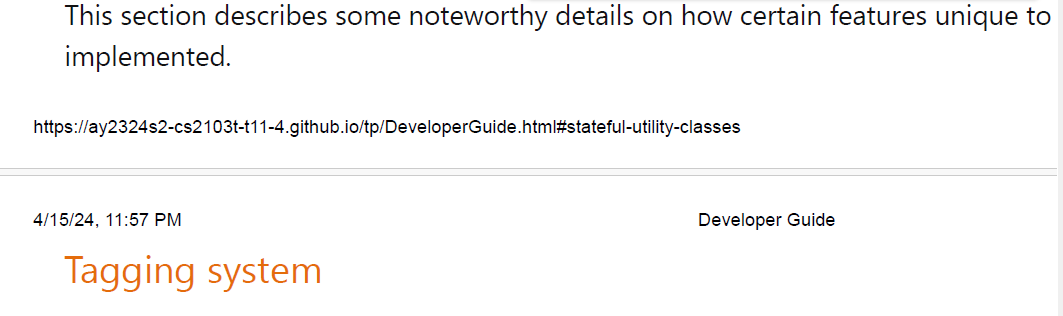 This section describes some noteworthy details on how certain features unique to
implemented.
https://ay2324s2-cs2103t-t11-4.github.io/tp/DeveloperGuide.html#stateful-utility-classes
4/15/24, 11:57 PM Developer Guide
Tagging system